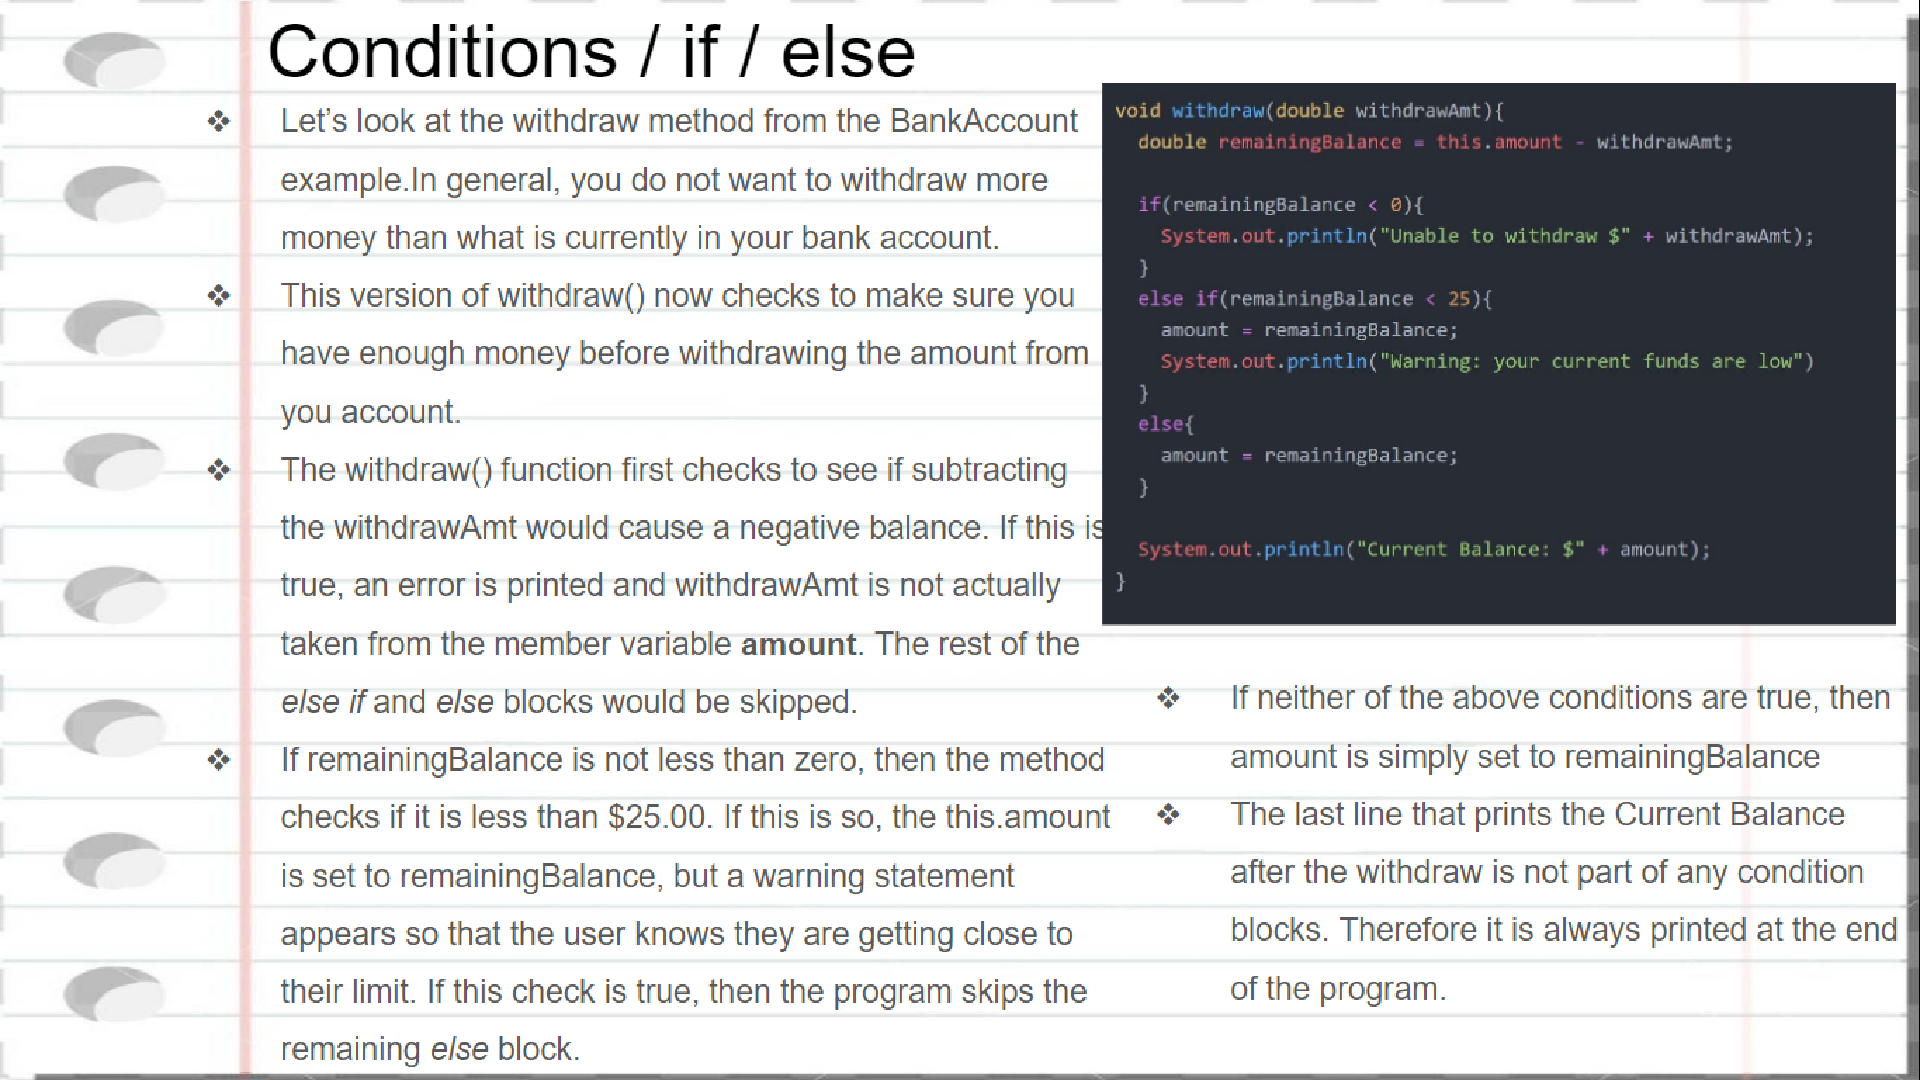 Conditions / if / else
❖ Let’s look at the withdraw method from the BankAccount
example.In general, you do not want to withdraw more
money than what is currently in your bank account.
❖ This version of withdraw() now checks to make sure you
have enough money before withdrawing the amount from
you account.
❖ The withdraw() function first checks to see if subtracting
the withdrawAmt would cause a negative balance. If this is
true, an error is printed and withdrawAmt is not actually
taken from the member variable amount. The rest of the
else if and else blocks would be skipped.
❖ If remainingBalance is not less than zero, then the method
checks if it is less than $25.00. If this is so, the this.amount
is set to remainingBalance, but a warning statement
appears so that the user knows they are getting close to
their limit. If this check is true, then the program skips the
remaining else block.
void withdraw(double withdrawAmt){
  double remainingBalance = this.amount - withdrawAmt;
  if(remainingBalance < 0){
    System.out.println("Unable to withdraw $" + withdrawAmt);
  }
  else if(remainingBalance < 25){
    amount = remainingBalance;
    System.out.println("Warning: your current funds are low")
  }
  else{
    amount = remainingBalance;
  }
  System.out.println("Current Balance: $" + amount);
}
❖ If neither of the above conditions are true, then
amount is simply set to remainingBalance
❖ The last line that prints the Current Balance
after the withdraw is not part of any condition
blocks. Therefore it is always printed at the end
of the program.